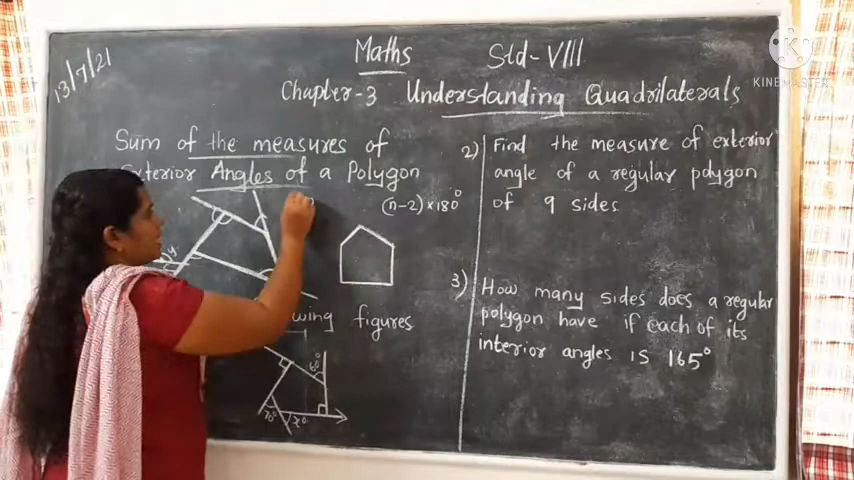 13/7/21
Maths Std-VIII
Chapter-3 Understanding Quadrilaterals
Sum of the measures of
Exterior Angles of a Polygon
(n-2)×180°
y
wing figures
60°
70° x°
2) Find the measure of exterior
angle of a regular polygon
of 9 sides
3) How many sides does a regular
polygon have if each of its
interior angles is 165°
K
KINEMASTER